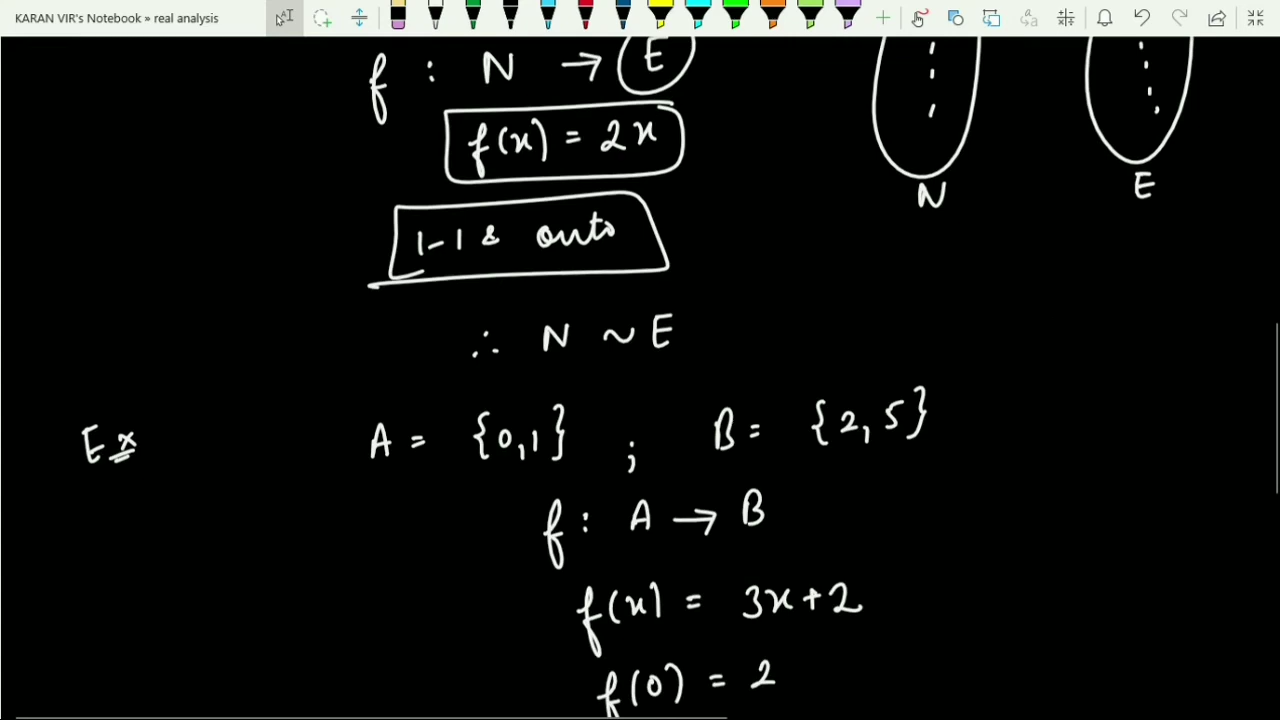 KARAN VIR's Notebook » real analysis
f : N → E
f(x) = 2x
N
E
1-1 & onto
∴ N ~ E
Ex A = {0,1} ; B = {2,5}
f : A → B
f(x) = 3x+2
f(0) = 2